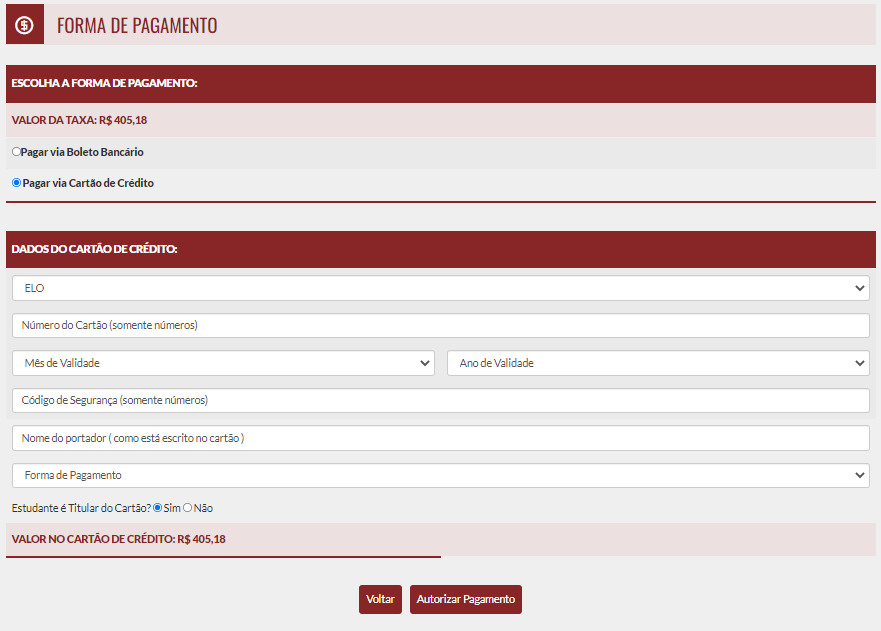 FORMA DE PAGAMENTO
ESCOLHA A FORMA DE PAGAMENTO:
VALOR DA TAXA: R$ 405,18
Pagar via Boleto Bancário
Pagar via Cartão de Crédito
DADOS DO CARTÃO DE CRÉDITO:
ELO
Número do Cartão (somente números)
Mês de Validade Ano de Validade
Código de Segurança (somente números)
Nome do portador ( como está escrito no cartão )
Forma de Pagamento
Estudante é Titular do Cartão? Sim Não
VALOR NO CARTÃO DE CRÉDITO: R$ 405,18
Voltar Autorizar Pagamento